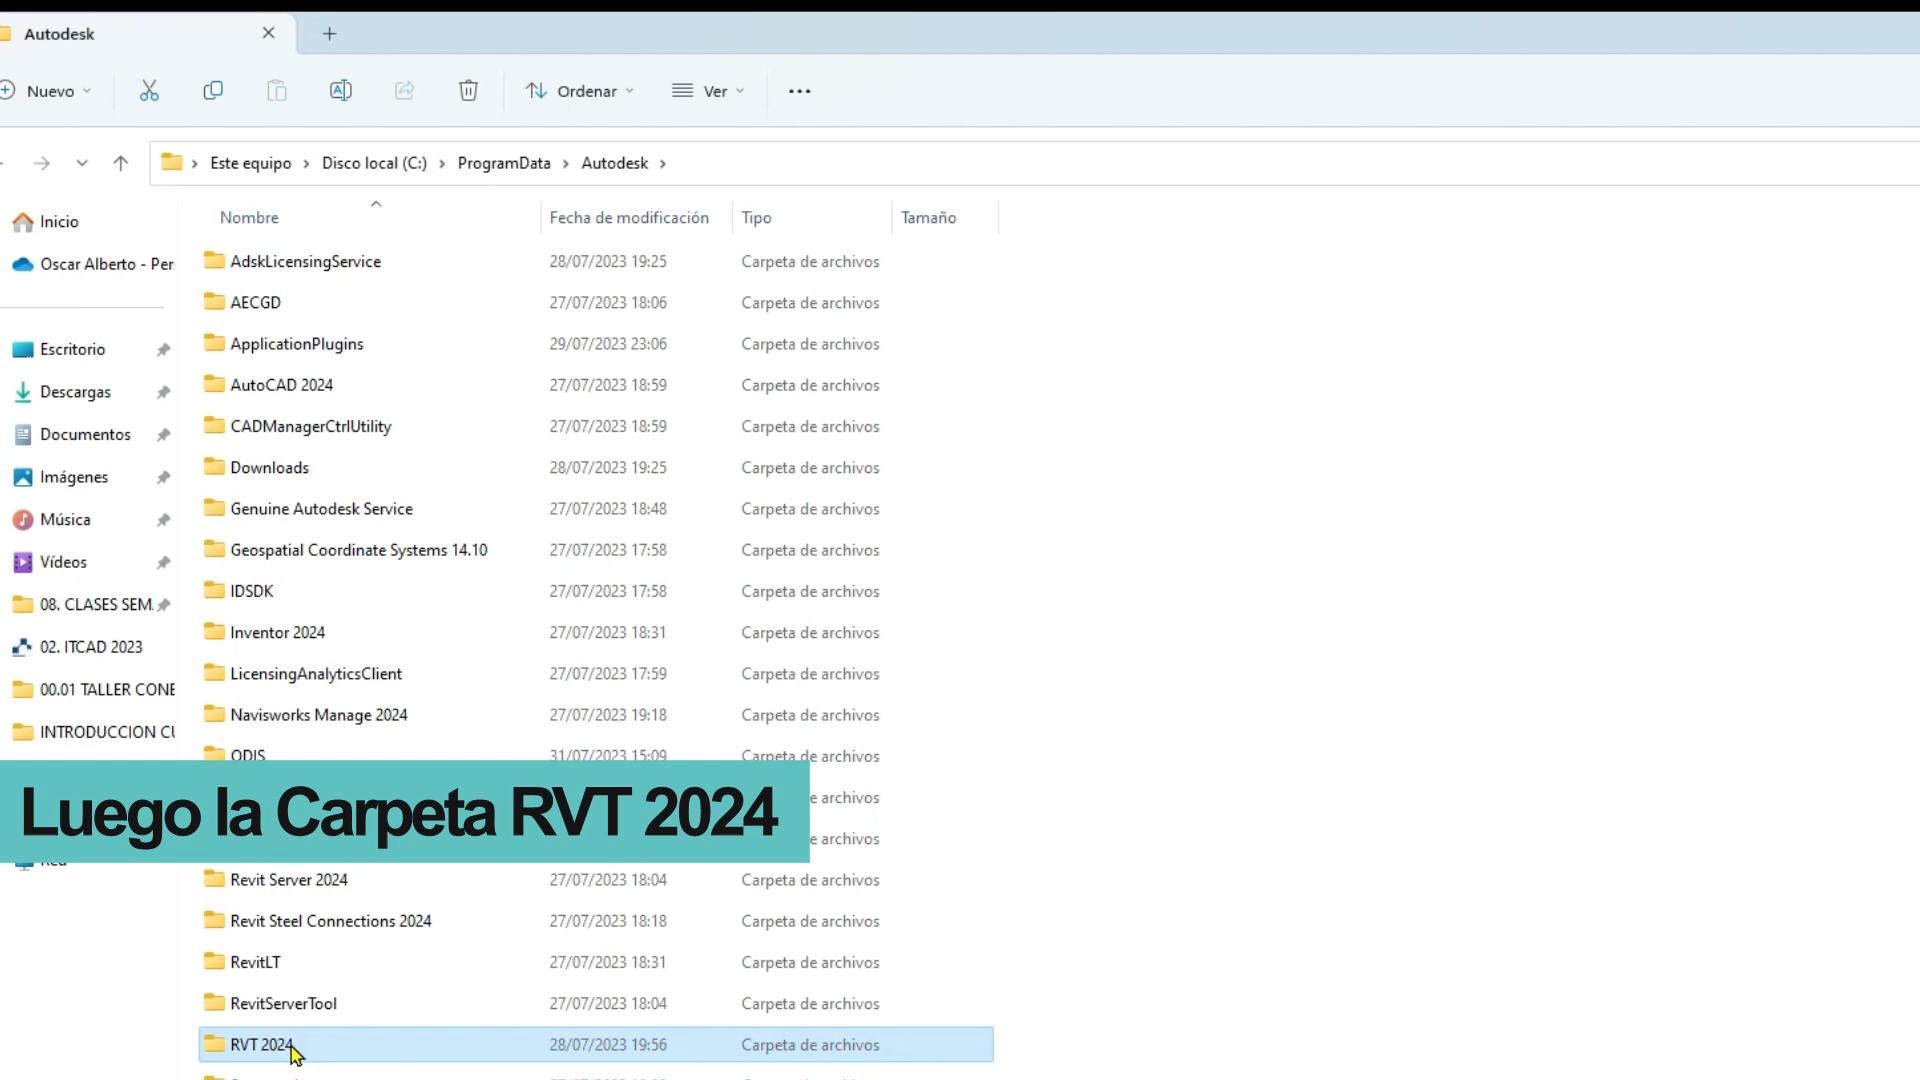 Autodesk
Nuevo
Ordenar
Ver
Este equipo > Disco local (C:) > ProgramData > Autodesk >
Nombre Fecha de modificación Tipo Tamaño
Inicio
Oscar Alberto - Per
Escritorio
Descargas
Documentos
Imágenes
Música
Vídeos
08. CLASES SEM
02. ITCAD 2023
00.01 TALLER CONE
INTRODUCCION CU
AdskLicensingService 28/07/2023 19:25 Carpeta de archivos
AECGD 27/07/2023 18:06 Carpeta de archivos
ApplicationPlugins 29/07/2023 23:06 Carpeta de archivos
AutoCAD 2024 27/07/2023 18:59 Carpeta de archivos
CADManagerCtrlUtility 27/07/2023 18:59 Carpeta de archivos
Downloads 28/07/2023 19:25 Carpeta de archivos
Genuine Autodesk Service 27/07/2023 18:48 Carpeta de archivos
Geospatial Coordinate Systems 14.10 27/07/2023 17:58 Carpeta de archivos
IDSDK 27/07/2023 17:58 Carpeta de archivos
Inventor 2024 27/07/2023 18:31 Carpeta de archivos
LicensingAnalyticsClient 27/07/2023 17:59 Carpeta de archivos
Navisworks Manage 2024 27/07/2023 19:18 Carpeta de archivos
ODIS 31/07/2023 15:09 Carpeta de archivos
e archivos
e archivos
Luego la Carpeta RVT 2024
Revit Server 2024 27/07/2023 18:04 Carpeta de archivos
Revit Steel Connections 2024 27/07/2023 18:18 Carpeta de archivos
RevitLT 27/07/2023 18:31 Carpeta de archivos
RevitServerTool 27/07/2023 18:04 Carpeta de archivos
RVT 2024 28/07/2023 19:56 Carpeta de archivos